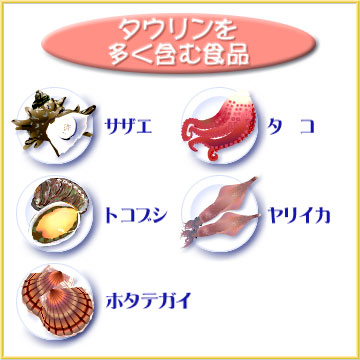 タウリンを
多く含む食品
サザエ
タ コ
トコブシ
ヤリイカ
ホタテガイ